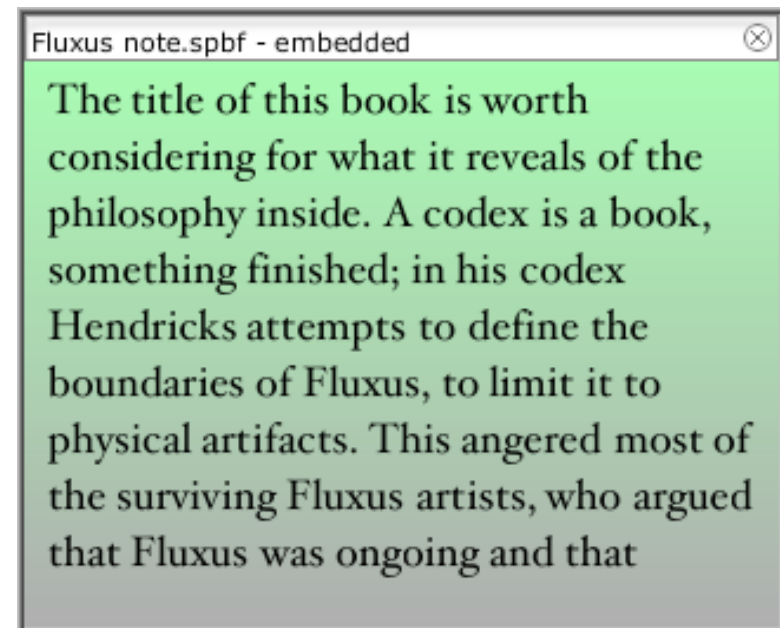 Fluxus note.spbf - embedded
The title of this book is worth
considering for what it reveals of the
philosophy inside. A codex is a book,
something finished; in his codex
Hendricks attempts to define the
boundaries of Fluxus, to limit it to
physical artifacts. This angered most of
the surviving Fluxus artists, who argued
that Fluxus was ongoing and that